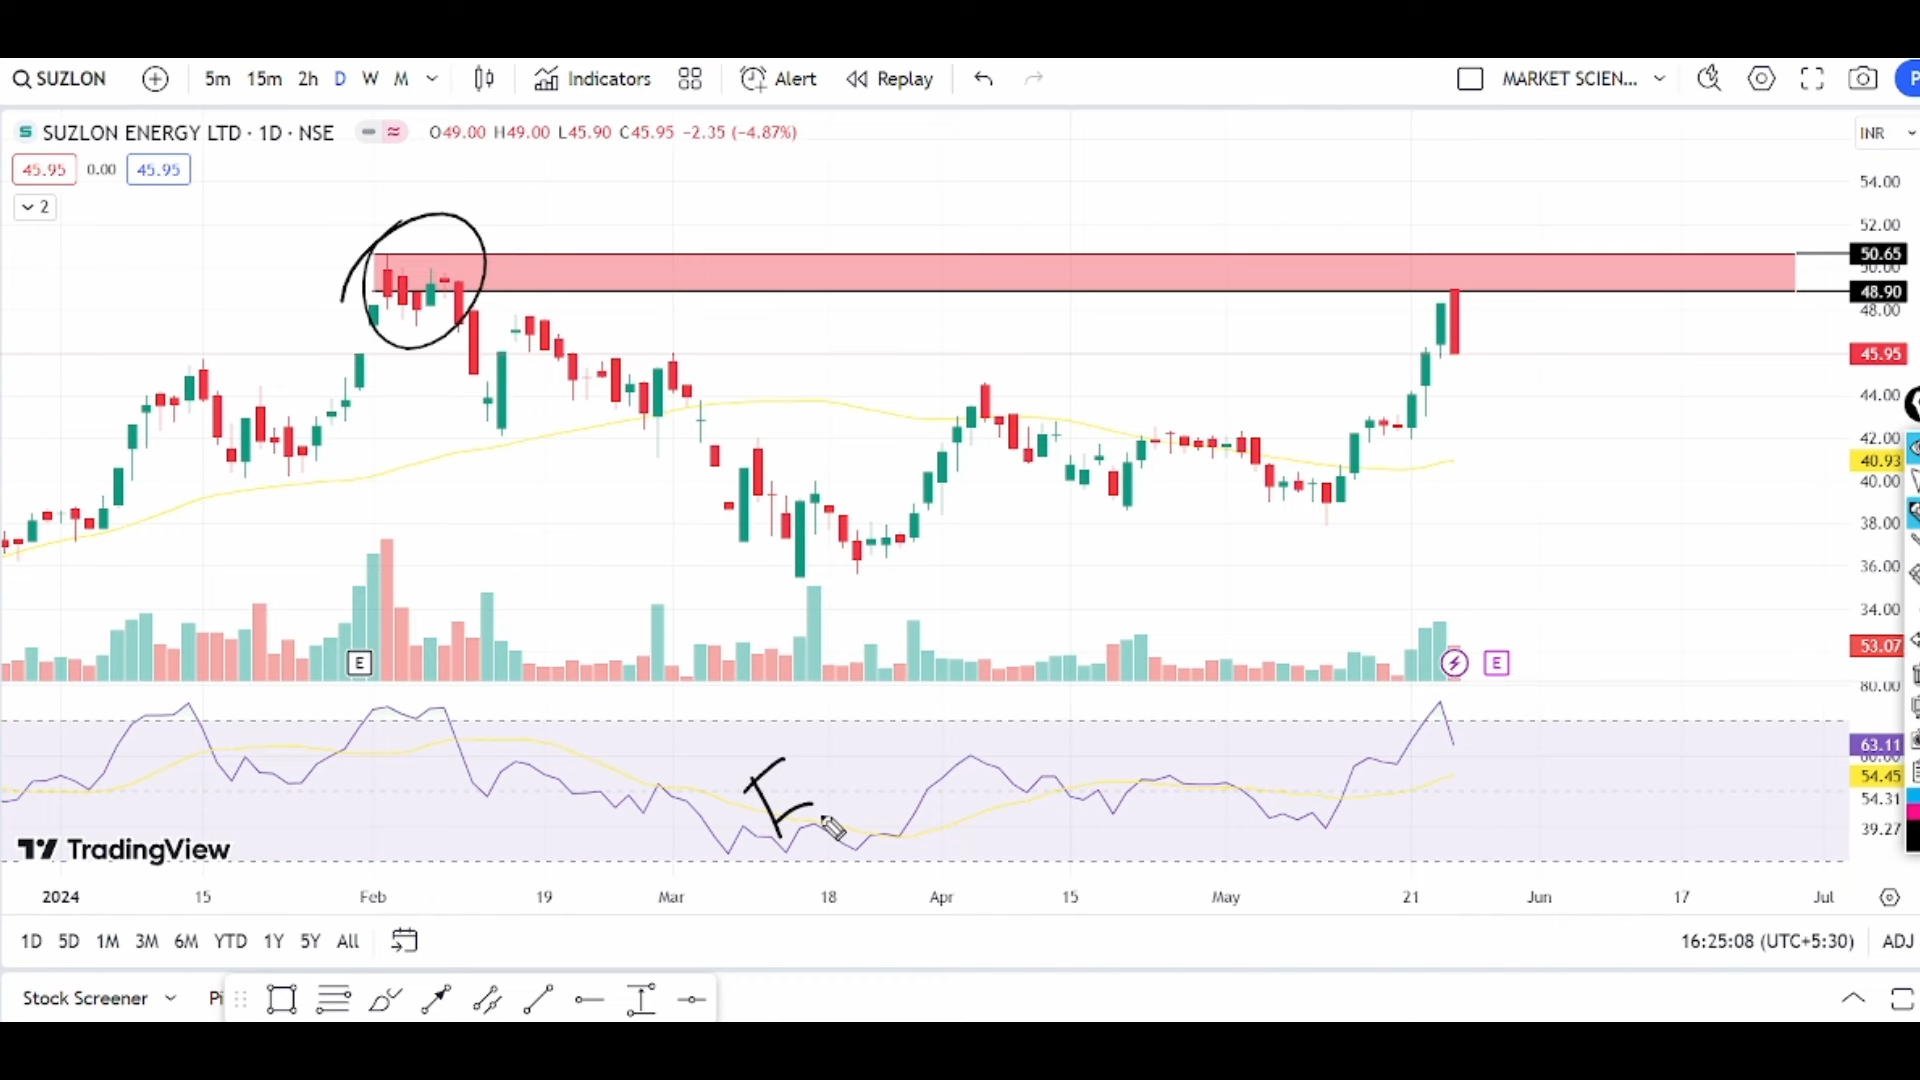 SUZLON 5m 15m 2h D W M Indicators Alert Replay MARKET SCIEN...
SUZLON ENERGY LTD · 1D · NSE O49.00 H49.00 L45.90 C45.95 −2.35 (−4.87%) INR
45.95 0.00 45.95
2
54.00
52.00
50.65
50.00
48.90
48.00
45.95
44.00
42.00
40.93
40.00
38.00
36.00
34.00
53.07
E E
80.00
63.11
60.00
54.45
54.31
39.27
TradingView
2024 15 Feb 19 Mar 18 Apr 15 May 21 Jun 17 Jul
1D 5D 1M 3M 6M YTD 1Y 5Y All 16:25:08 (UTC+5:30) ADJ
Stock Screener Pi